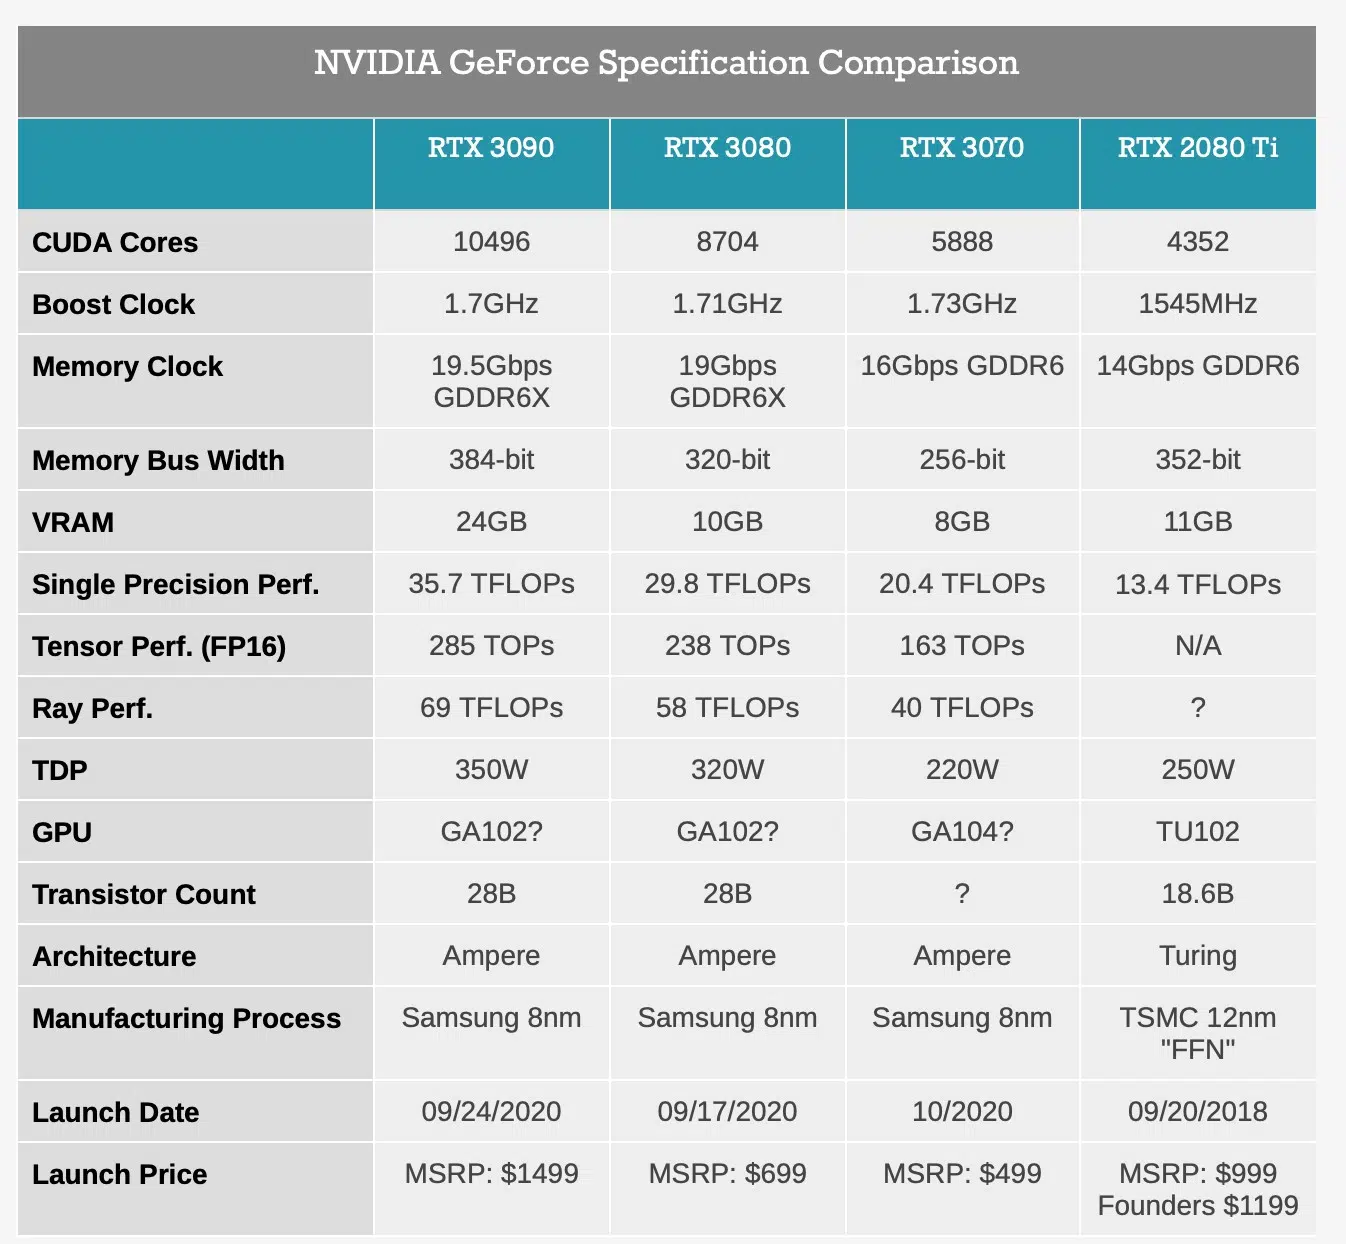 NVIDIA GeForce Specification Comparison
RTX 3090 RTX 3080 RTX 3070 RTX 2080 Ti
CUDA Cores 10496 8704 5888 4352
Boost Clock 1.7GHz 1.71GHz 1.73GHz 1545MHz
Memory Clock 19.5Gbps 19Gbps 16Gbps GDDR6 14Gbps GDDR6
GDDR6X GDDR6X
Memory Bus Width 384-bit 320-bit 256-bit 352-bit
VRAM 24GB 10GB 8GB 11GB
Single Precision Perf. 35.7 TFLOPs 29.8 TFLOPs 20.4 TFLOPs 13.4 TFLOPs
Tensor Perf. (FP16) 285 TOPs 238 TOPs 163 TOPs N/A
Ray Perf. 69 TFLOPs 58 TFLOPs 40 TFLOPs ?
TDP 350W 320W 220W 250W
GPU GA102? GA102? GA104? TU102
Transistor Count 28B 28B ? 18.6B
Architecture Ampere Ampere Ampere Turing
Manufacturing Process Samsung 8nm Samsung 8nm Samsung 8nm TSMC 12nm
"FFN"
Launch Date 09/24/2020 09/17/2020 10/2020 09/20/2018
Launch Price MSRP: $1499 MSRP: $699 MSRP: $499 MSRP: $999
Founders $1199